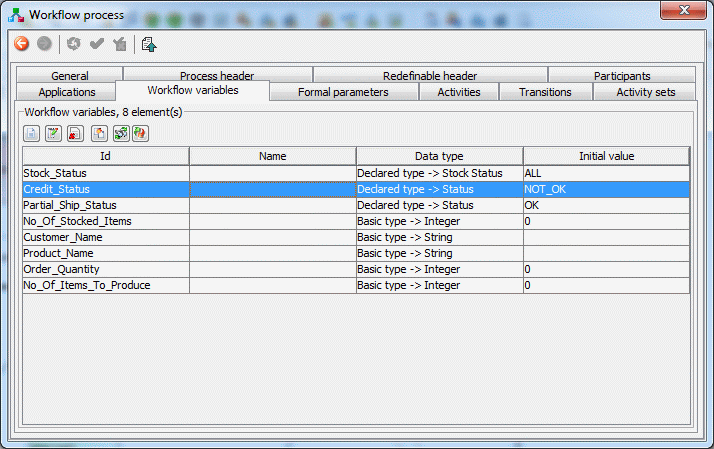 Workflow process
General Process header Redefinable header Participants
Applications Workflow variables Formal parameters Activities Transitions Activity sets
Workflow variables, 8 element(s)
Id Name Data type Initial value
Stock_Status Declared type -> Stock Status ALL
Credit_Status Declared type -> Status NOT_OK
Partial_Ship_Status Declared type -> Status OK
No_Of_Stocked_Items Basic type -> Integer 0
Customer_Name Basic type -> String
Product_Name Basic type -> String
Order_Quantity Basic type -> Integer 0
No_Of_Items_To_Produce Basic type -> Integer 0